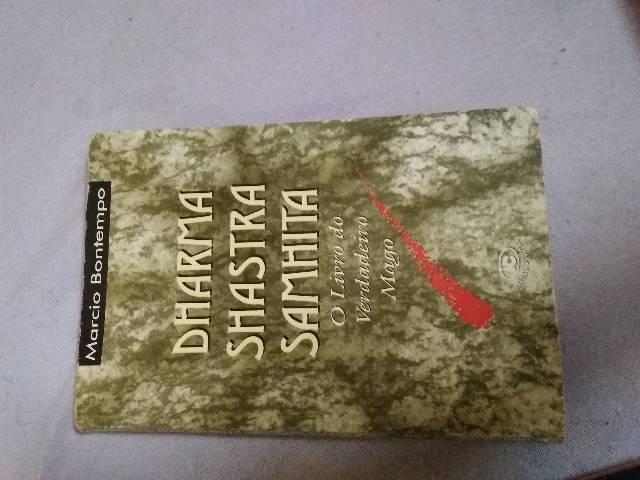 Marcio Bontempo
DHARMA
SHASTRA
SAMHITA
O Livro do
Verdadeiro
Mago